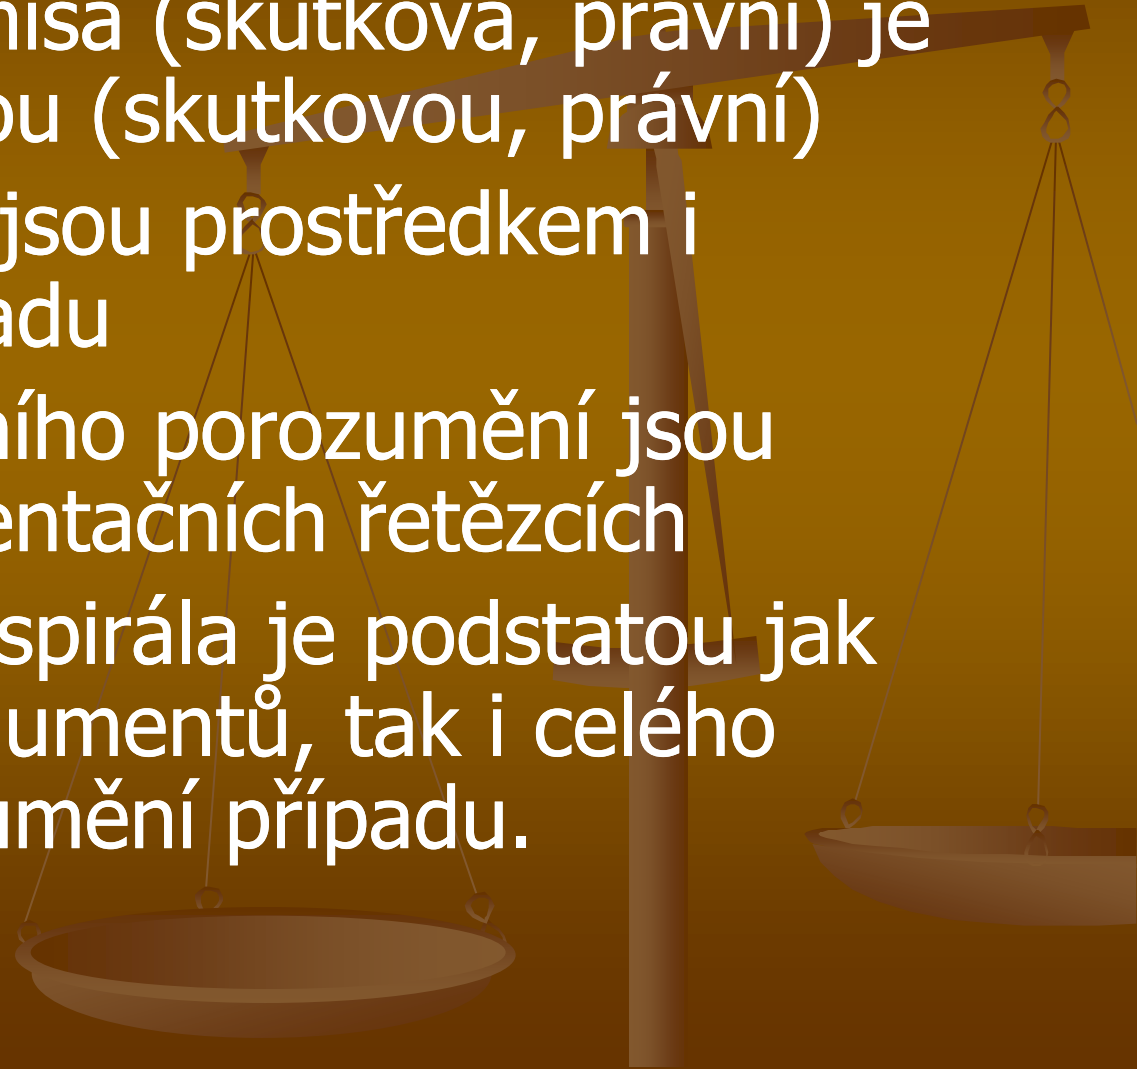 misa (skutková, právní) je
ou (skutkovou, právní)
jsou prostředkem i
adu
ního porozumění jsou
entačních řetězcích
spirála je podstatou jak
umentů, tak i celého
umění případu.